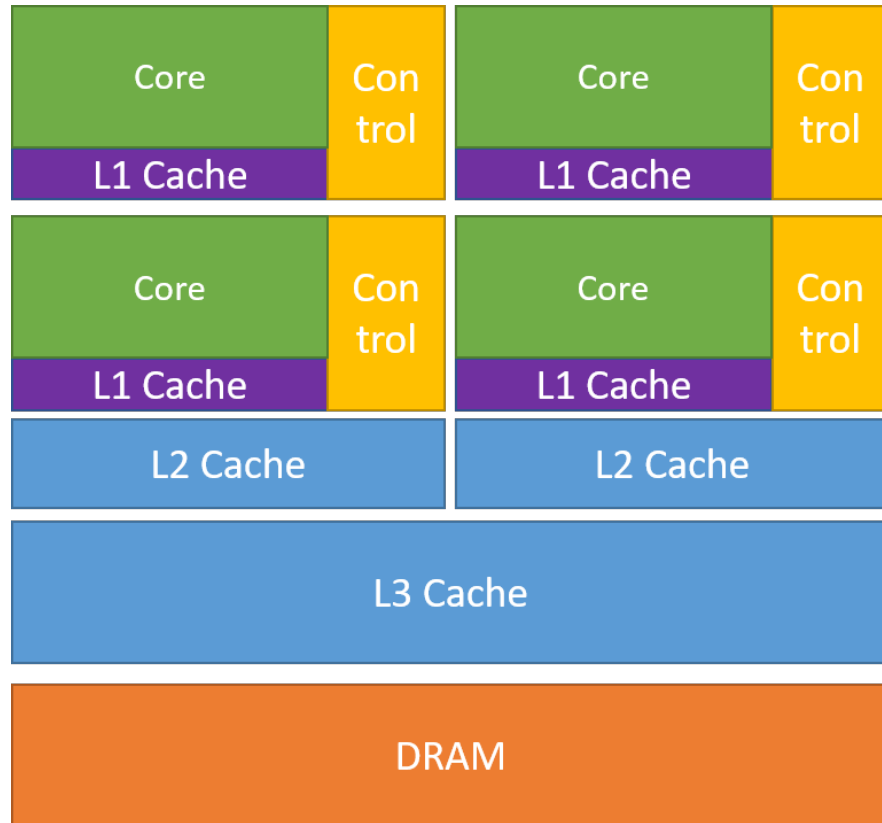 Core
Con
trol
L1 Cache
Core
Con
trol
L1 Cache
Core
Con
trol
L1 Cache
Core
Con
trol
L1 Cache
L2 Cache
L2 Cache
L3 Cache
DRAM